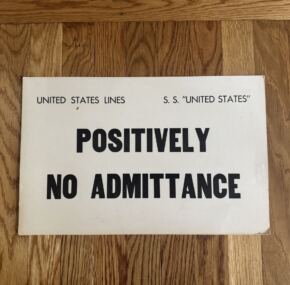 UNITED STATES LINES S. S. "UNITED STATES"
POSITIVELY
NO ADMITTANCE